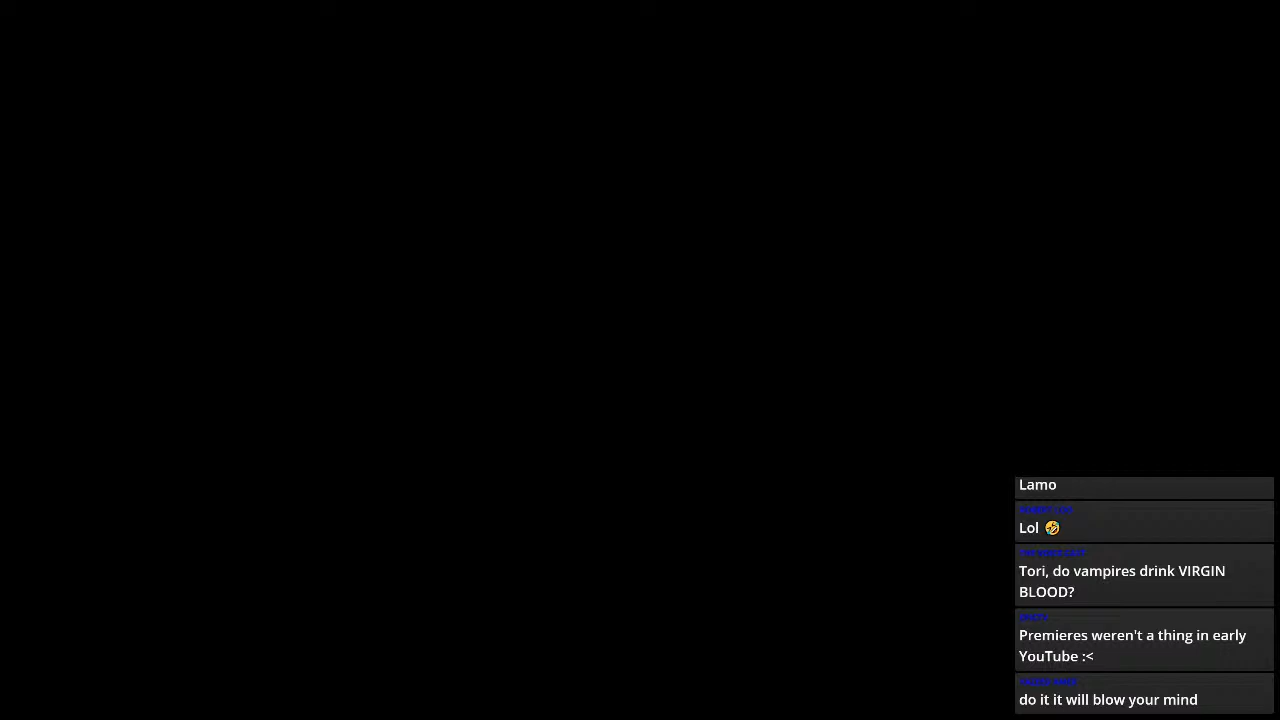 Lamo
Lol 🤣
Tori, do vampires drink VIRGIN
BLOOD?
Premieres weren't a thing in early
YouTube :<
do it it will blow your mind